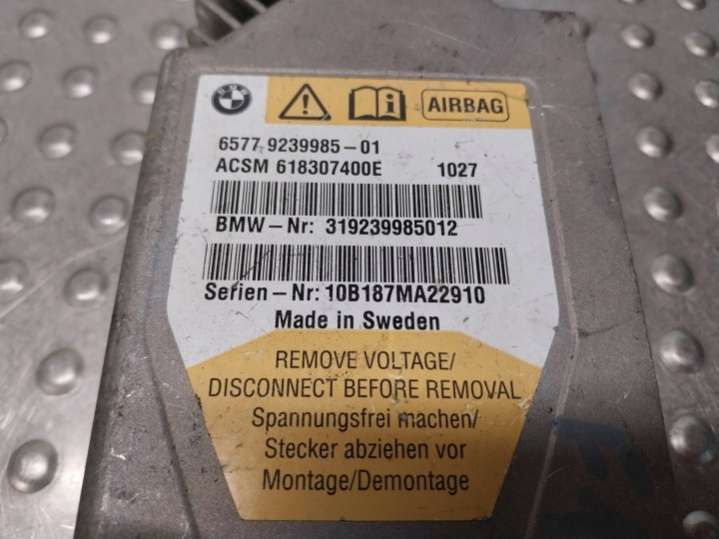 AIRBAG
6577 9239985-01
ACSM 618307400E 1027
BMW-Nr: 319239985012
Serien-Nr: 10B187MA22910
Made in Sweden
REMOVE VOLTAGE/
DISCONNECT BEFORE REMOVAL
Spannungsfrei machen/
Stecker abziehen vor
Montage/Demontage